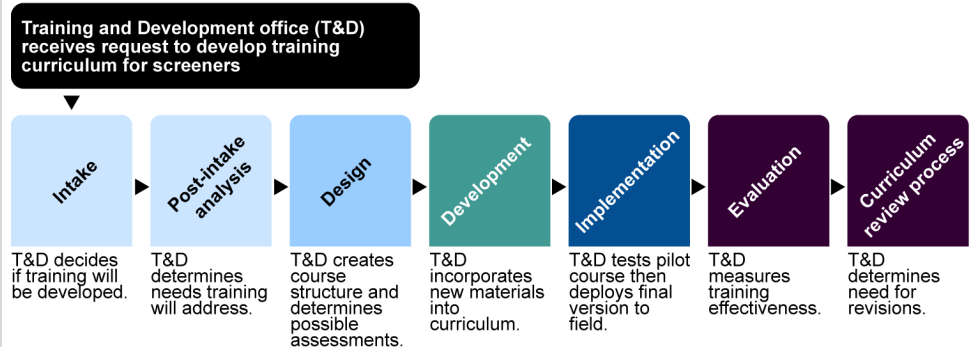 Training and Development office (T&D)
receives request to develop training
curriculum for screeners
Intake
Post-intake
analysis
Design
Development
Implementation
Evaluation
Curriculum
review process
T&D decides
if training will
be developed.
T&D
determines
needs training
will address.
T&D creates
course
structure and
determines
possible
assessments.
T&D
incorporates
new materials
into
curriculum.
T&D tests pilot
course then
deploys final
version to
field.
T&D
measures
training
effectiveness.
T&D
determines
need for
revisions.